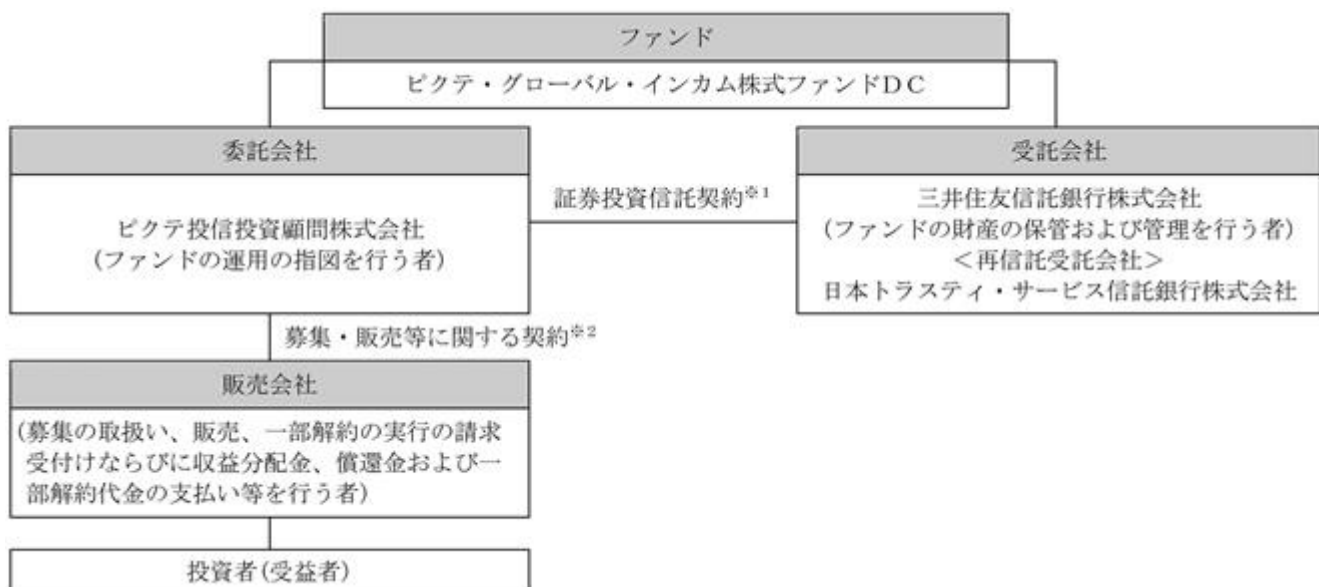 ファンド
ピクテ・グローバル・インカム株式ファンドDC
委託会社
ピクテ投信投資顧問株式会社
(ファンドの運用の指図を行う者)
証券投資信託契約※1
受託会社
三井住友信託銀行株式会社
(ファンドの財産の保管および管理を行う者)
<再信託受託会社>
日本トラスティ・サービス信託銀行株式会社
募集・販売等に関する契約※2
販売会社
(募集の取扱い、販売、一部解約の実行の請求
受付けならびに収益分配金、償還金および一
部解約代金の支払い等を行う者)
投資者(受益者)